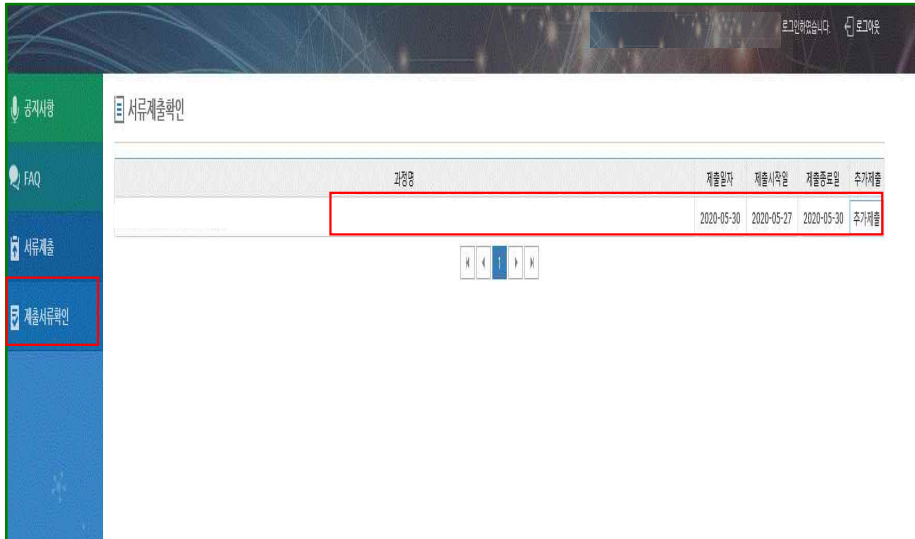 로그인하였습니다. 로그아웃
공지사항
FAQ
서류제출
제출서류확인
서류제출확인
과정명 제출일자 제출시작일 제출종료일 추가제출
2020-05-30 2020-05-27 2020-05-30 추가제출
1